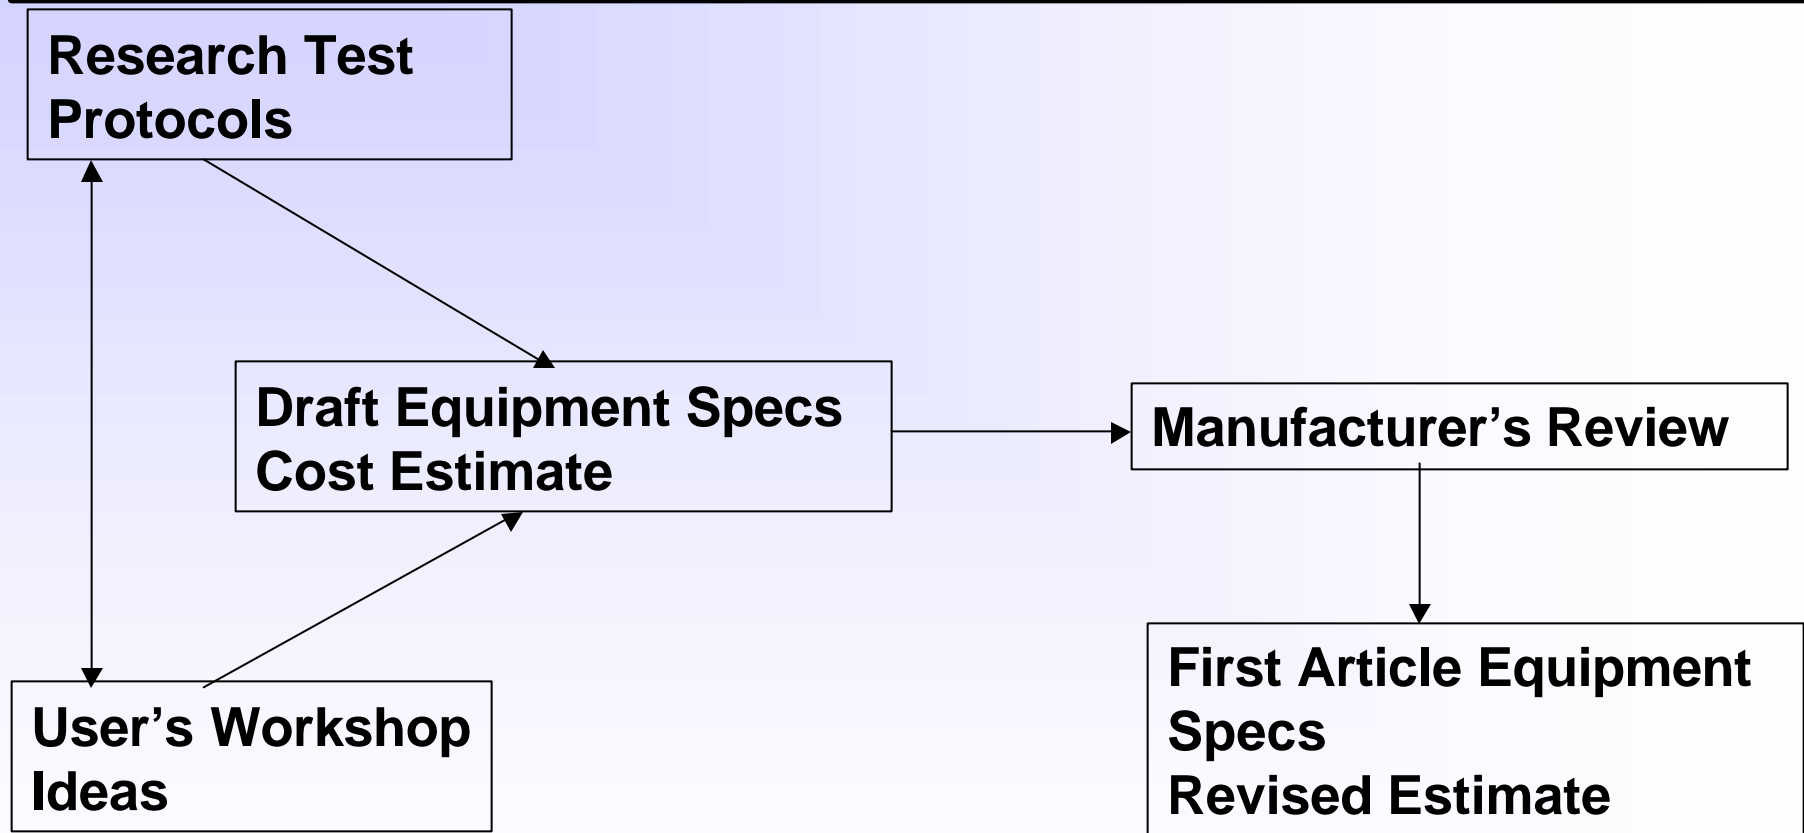 Research Test
Protocols
Draft Equipment Specs
Cost Estimate
Manufacturer’s Review
User’s Workshop
Ideas
First Article Equipment
Specs
Revised Estimate